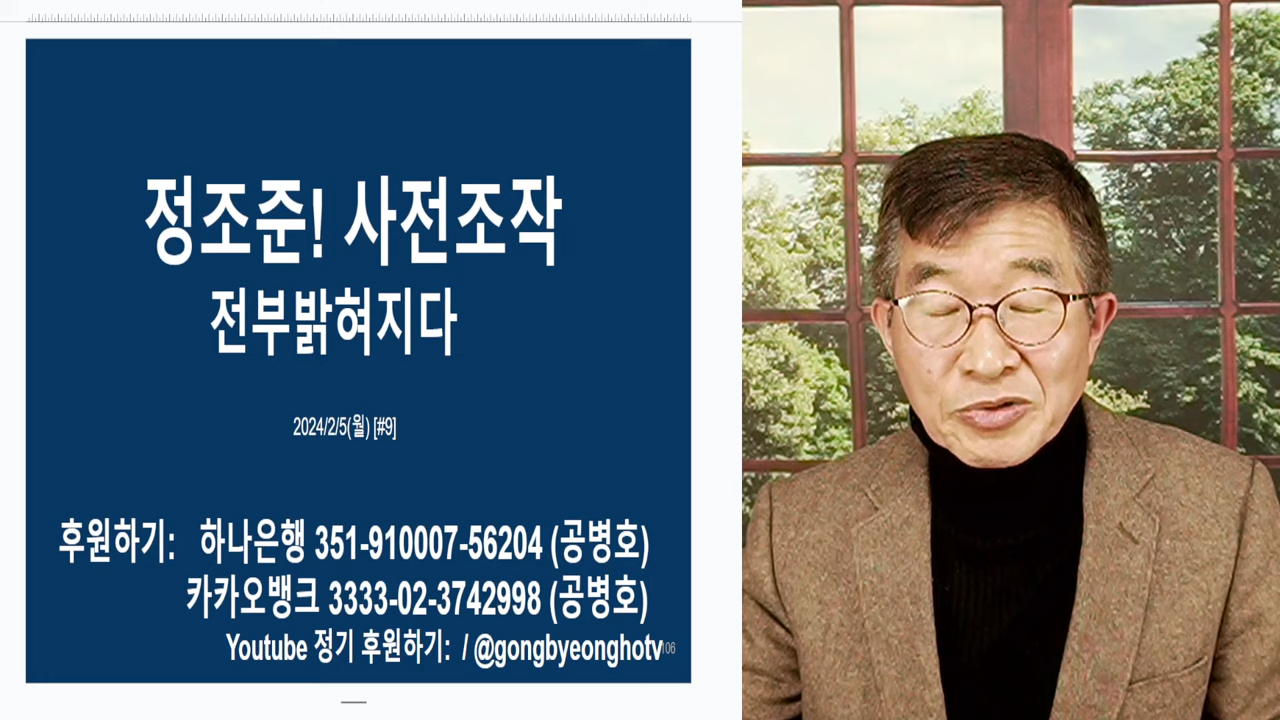 정조준! 사전조작
전부밝혀지다
2024/2/5(월) [#9]
후원하기: 하나은행 351-910007-56204 (공병호)
카카오뱅크 3333-02-3742998 (공병호)
Youtube 정기 후원하기: / @gongbyeonghotv
106